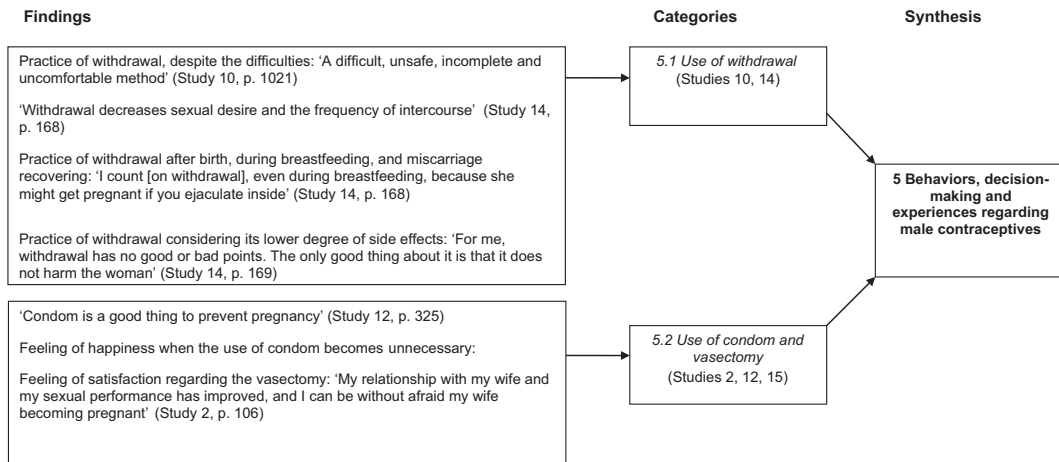 Findings
Categories
Synthesis
Practice of withdrawal, despite the difficulties: ‘A difficult, unsafe, incomplete and
uncomfortable method’ (Study 10, p. 1021)
‘Withdrawal decreases sexual desire and the frequency of intercourse’ (Study 14,
p. 168)
Practice of withdrawal after birth, during breastfeeding, and miscarriage
recovering: ‘I count [on withdrawal], even during breastfeeding, because she
might get pregnant if you ejaculate inside’ (Study 14, p. 168)
Practice of withdrawal considering its lower degree of side effects: ‘For me,
withdrawal has no good or bad points. The only good thing about it is that it does
not harm the woman’ (Study 14, p. 169)
5.1 Use of withdrawal
(Studies 10, 14)
5 Behaviors, decision-
making and
experiences regarding
male contraceptives
‘Condom is a good thing to prevent pregnancy’ (Study 12, p. 325)
Feeling of happiness when the use of condom becomes unnecessary:
Feeling of satisfaction regarding the vasectomy: ‘My relationship with my wife and
my sexual performance has improved, and I can be without afraid my wife
becoming pregnant’ (Study 2, p. 106)
5.2 Use of condom and
vasectomy
(Studies 2, 12, 15)